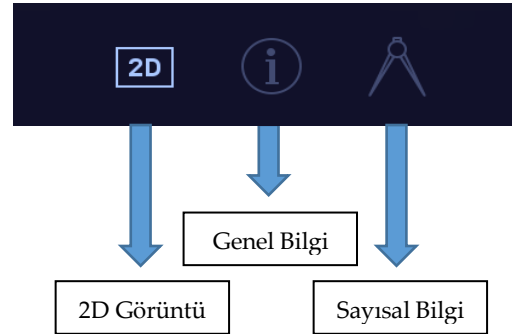 2D
i
Genel Bilgi
2D Görüntü
Sayısal Bilgi